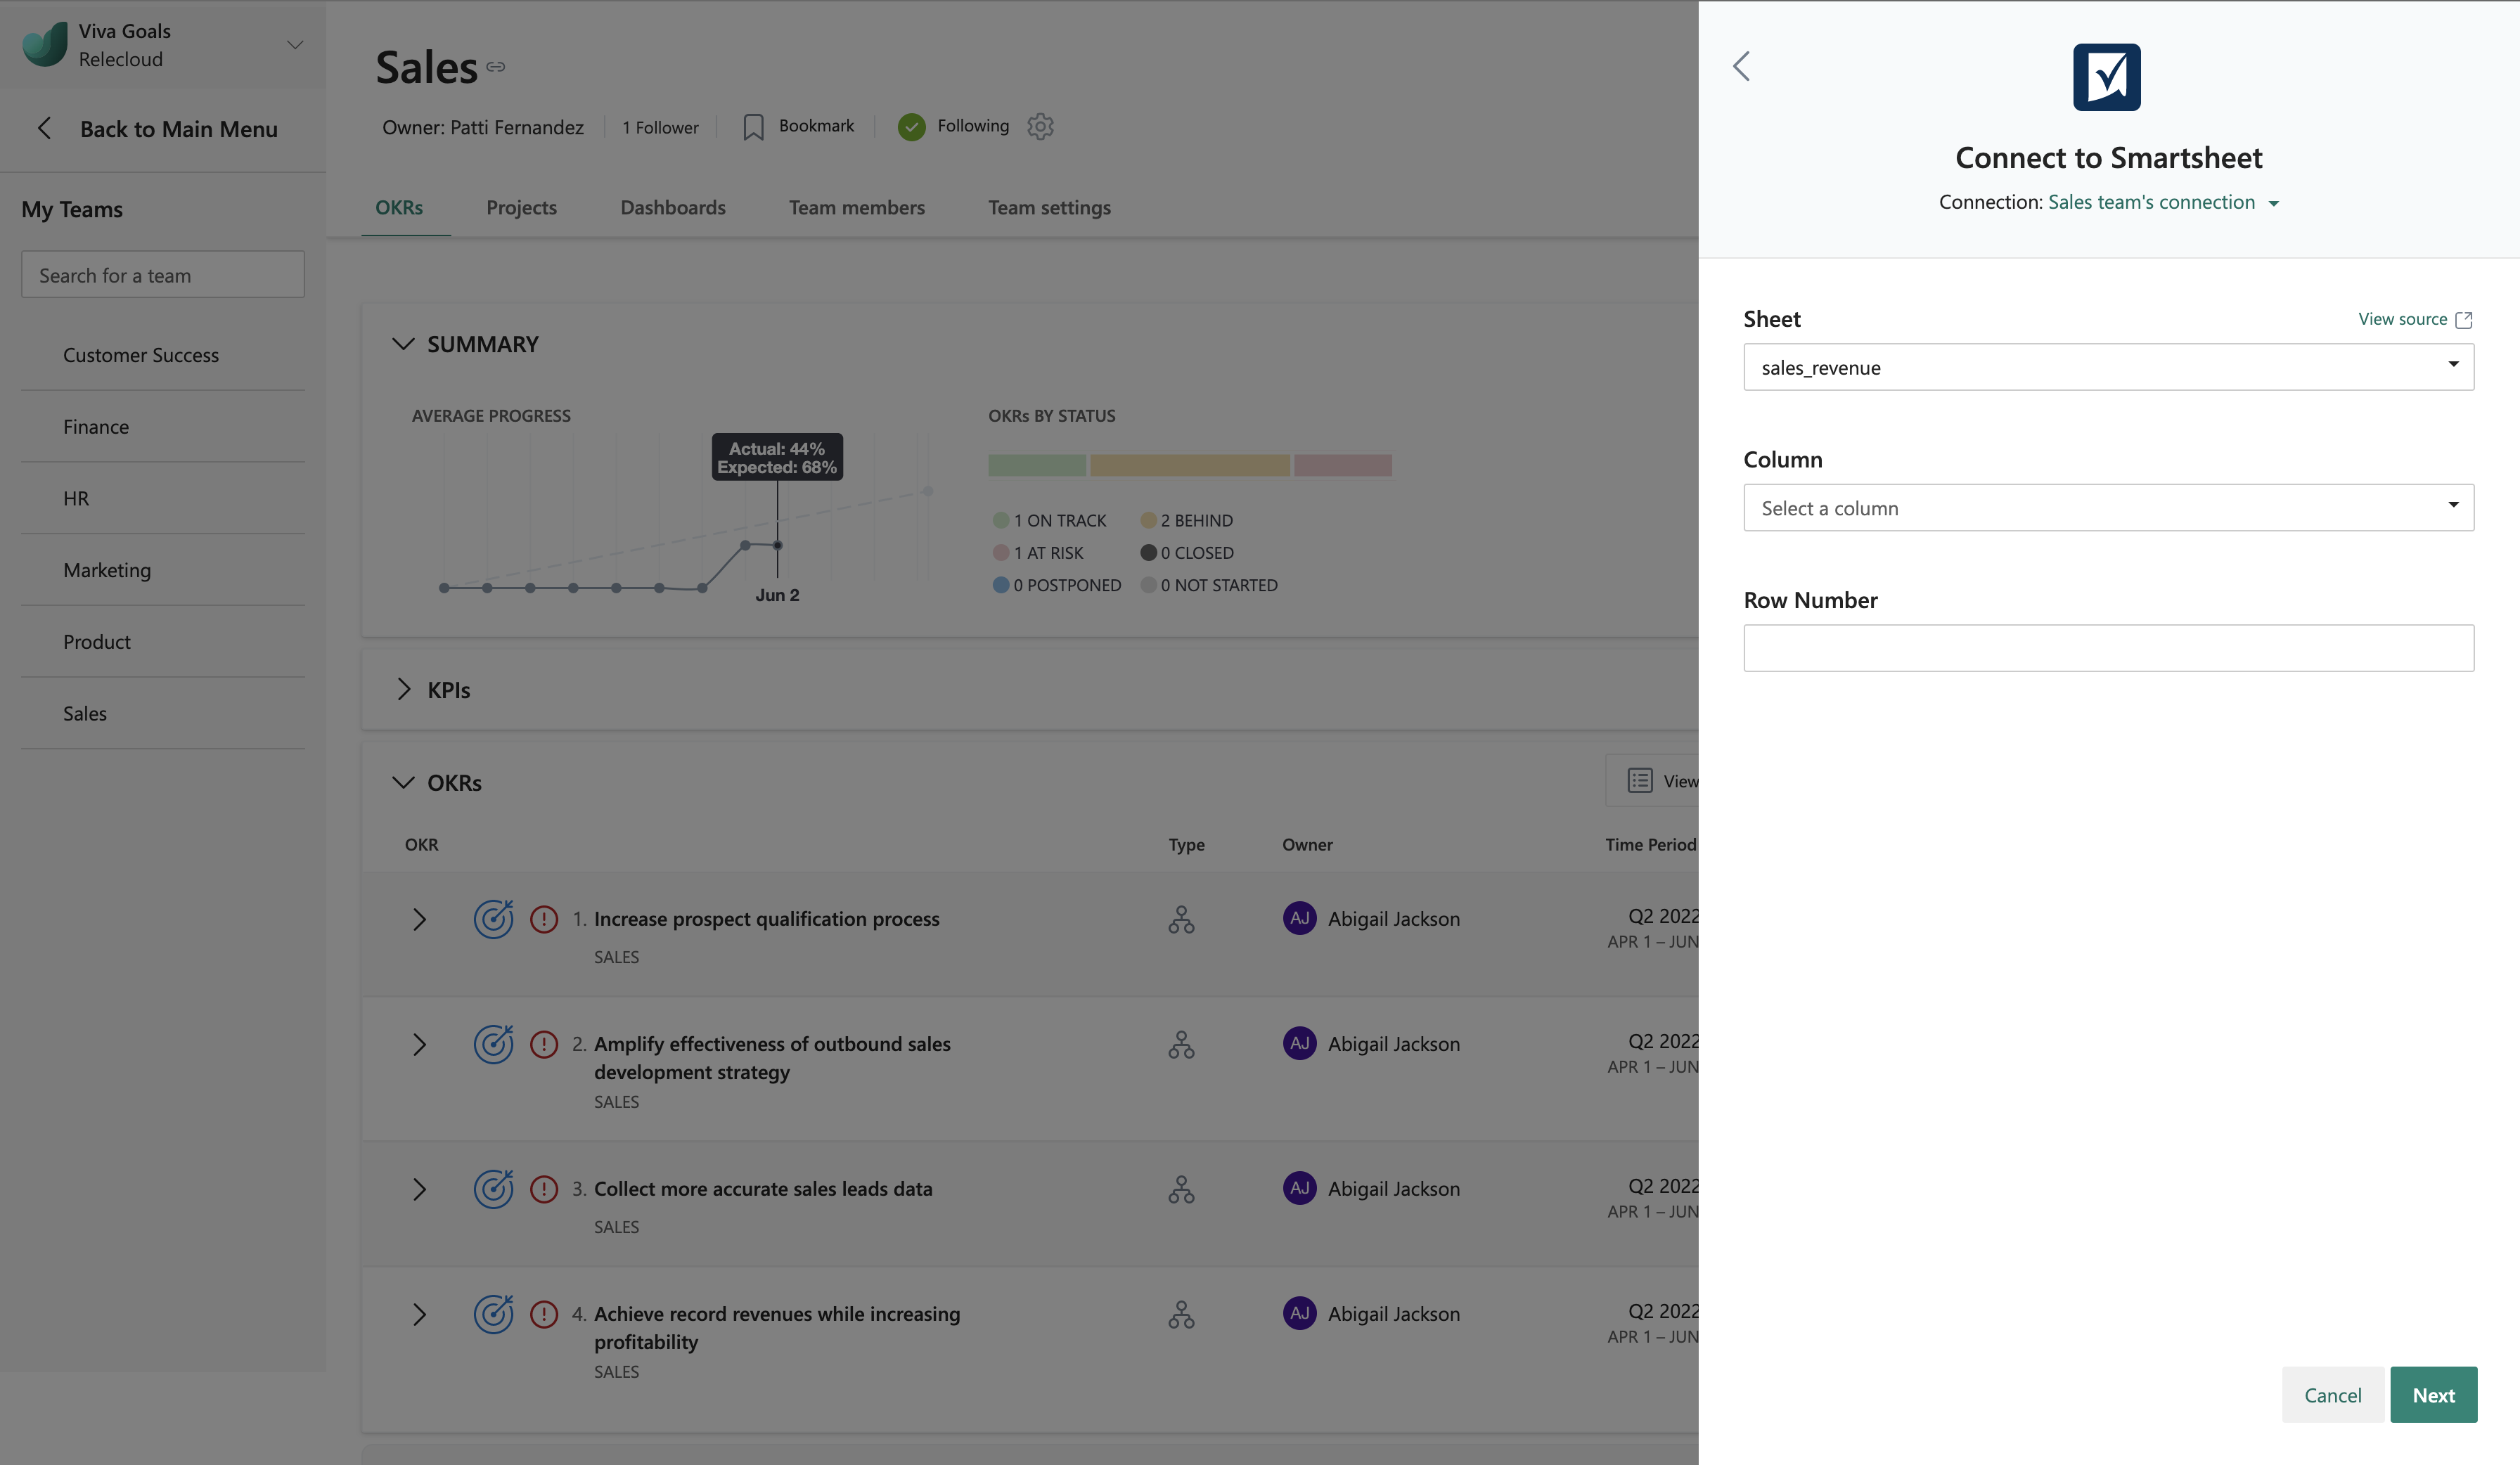 Viva Goals
Relecloud
Back to Main Menu
My Teams
Search for a team
Customer Success
Finance
HR
Marketing
Product
Sales
Sales
Owner: Patti Fernandez
1 Follower
Bookmark
Following
OKRs
Projects
Dashboards
Team members
Team settings
SUMMARY
AVERAGE PROGRESS
Actual: 44%
Expected: 68%
Jun 2
OKRs BY STATUS
1 ON TRACK
2 BEHIND
1 AT RISK
0 CLOSED
0 POSTPONED
0 NOT STARTED
KPIs
OKRs
View
OKR
Type
Owner
Time Period
1. Increase prospect qualification process
SALES
AJ
Abigail Jackson
Q2 2022
APR 1 – JUN
2. Amplify effectiveness of outbound sales
development strategy
SALES
AJ
Abigail Jackson
Q2 2022
APR 1 – JUN
3. Collect more accurate sales leads data
SALES
AJ
Abigail Jackson
Q2 2022
APR 1 – JUN
4. Achieve record revenues while increasing
profitability
SALES
AJ
Abigail Jackson
Q2 2022
APR 1 – JUN
Connect to Smartsheet
Connection: Sales team's connection
Sheet
View source
sales_revenue
Column
Select a column
Row Number
Cancel
Next